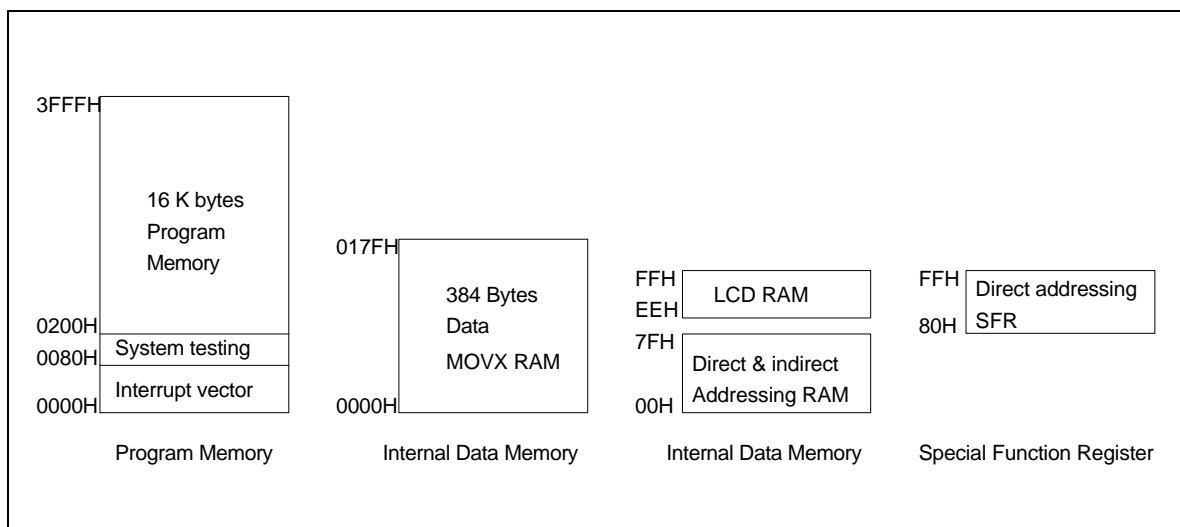 3FFFH
16 K bytes
Program
Memory
0200H
System testing
0080H
Interrupt vector
0000H
Program Memory
017FH
384 Bytes
Data
MOVX RAM
0000H
Internal Data Memory
FFH
LCD RAM
EEH
7FH
Direct & indirect
Addressing RAM
00H
Internal Data Memory
FFH
Direct addressing
SFR
80H
Special Function Register